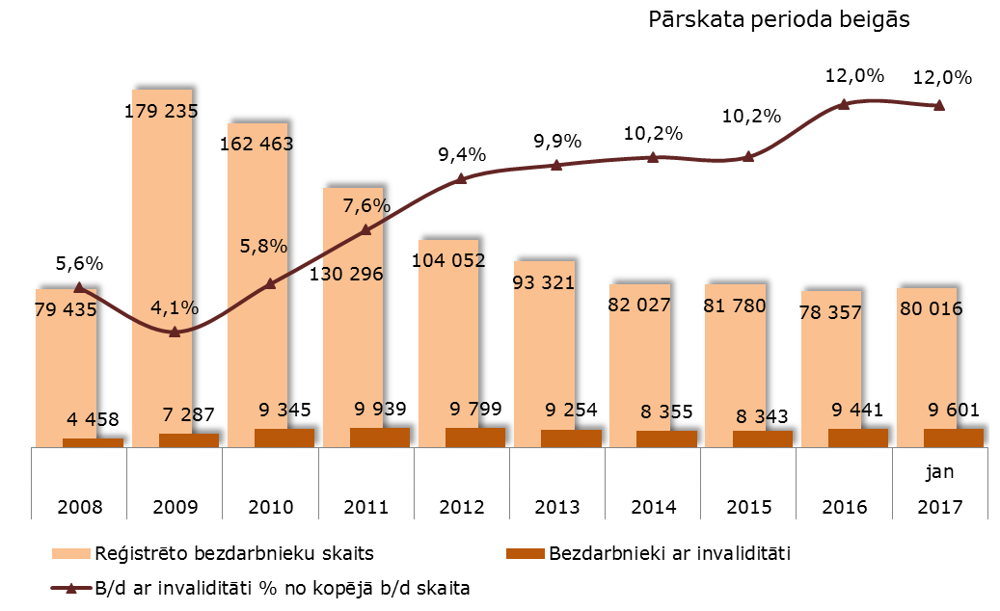 Pārskata perioda beigās
12,0% 12,0%
179 235
162 463
10,2% 10,2%
9,4% 9,9%
7,6%
5,6% 5,8%
4,1%
130 296
104 052
93 321
79 435
82 027 81 780 78 357 80 016
4 458 7 287 9 345 9 939 9 799 9 254 8 355 8 343 9 441 9 601
jan
2008 2009 2010 2011 2012 2013 2014 2015 2016 2017
Reģistrēto bezdarbnieku skaits
Bezdarbnieki ar invaliditāti
B/d ar invaliditāti % no kopējā b/d skaita